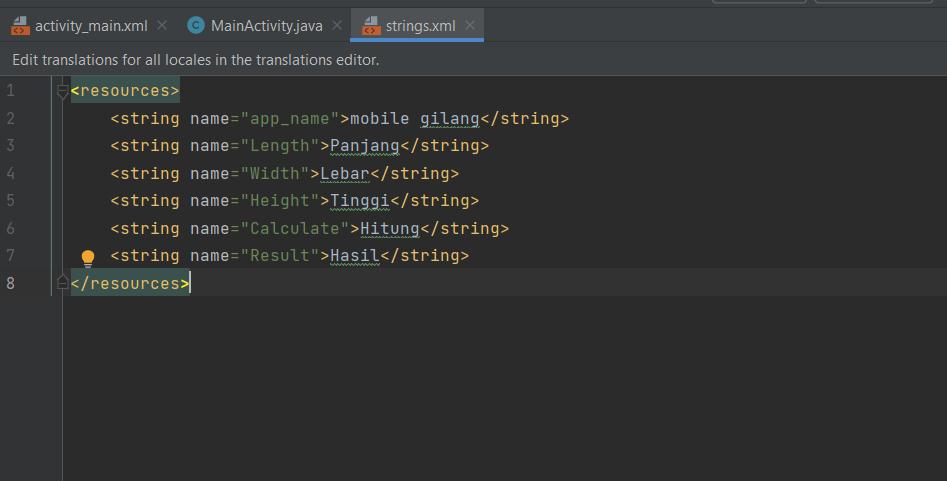 activity_main.xml MainActivity.java strings.xml
Edit translations for all locales in the translations editor.
1 <resources>
2 <string name="app_name">mobile gilang</string>
3 <string name="Length">Panjang</string>
4 <string name="Width">Lebar</string>
5 <string name="Height">Tinggi</string>
6 <string name="Calculate">Hitung</string>
7 <string name="Result">Hasil</string>
8 </resources>